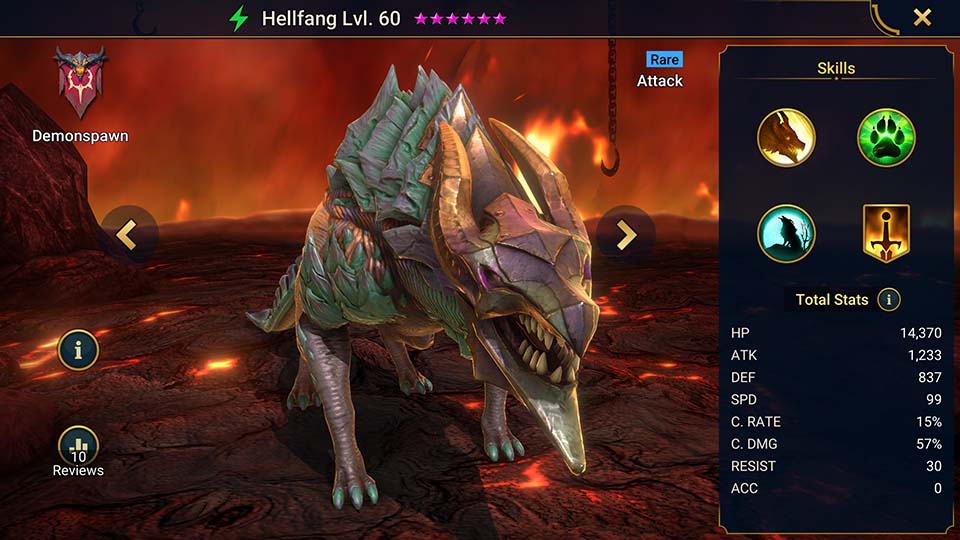 Hellfang Lvl. 60
Demonspawn
Rare
Attack
10
Reviews
Skills
Total Stats
HP 14,370
ATK 1,233
DEF 837
SPD 99
C. RATE 15%
C. DMG 57%
RESIST 30
ACC 0